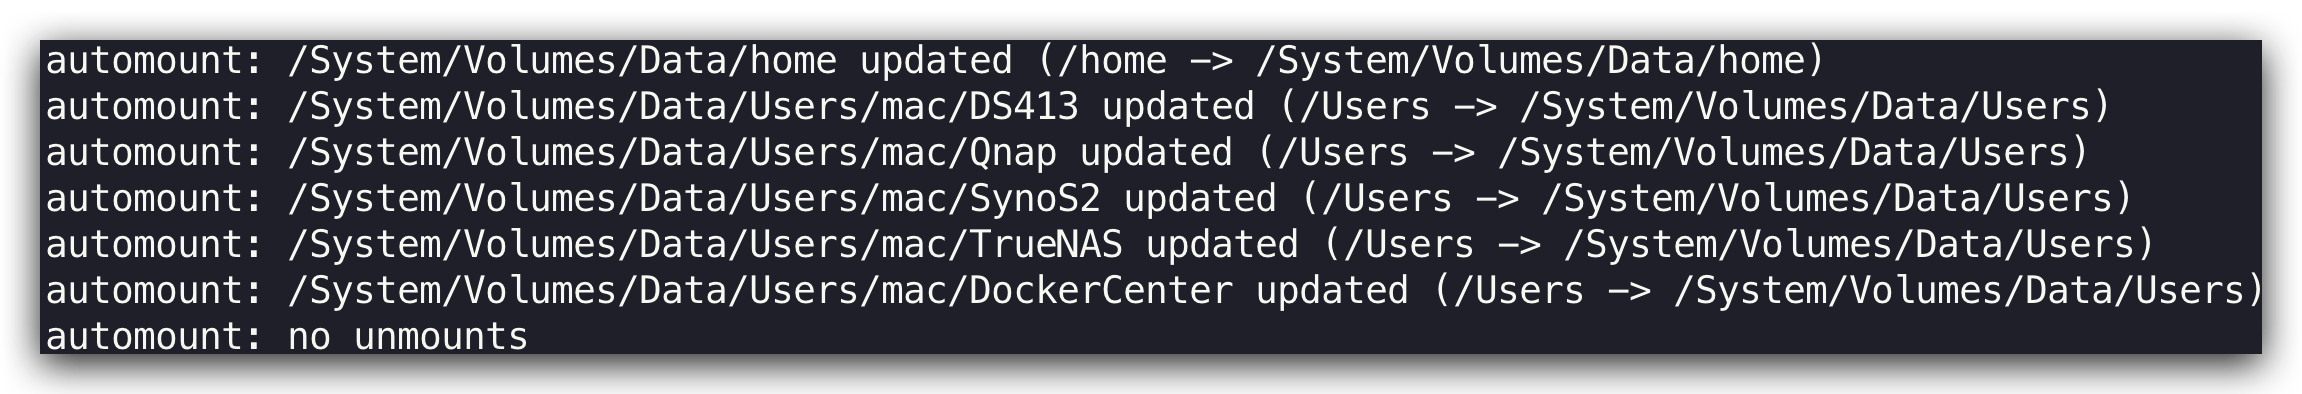 automount: /System/Volumes/Data/home updated (/home -> /System/Volumes/Data/home)
automount: /System/Volumes/Data/Users/mac/DS413 updated (/Users -> /System/Volumes/Data/Users)
automount: /System/Volumes/Data/Users/mac/Qnap updated (/Users -> /System/Volumes/Data/Users)
automount: /System/Volumes/Data/Users/mac/SynoS2 updated (/Users -> /System/Volumes/Data/Users)
automount: /System/Volumes/Data/Users/mac/TrueNAS updated (/Users -> /System/Volumes/Data/Users)
automount: /System/Volumes/Data/Users/mac/DockerCenter updated (/Users -> /System/Volumes/Data/Users)
automount: no unmounts